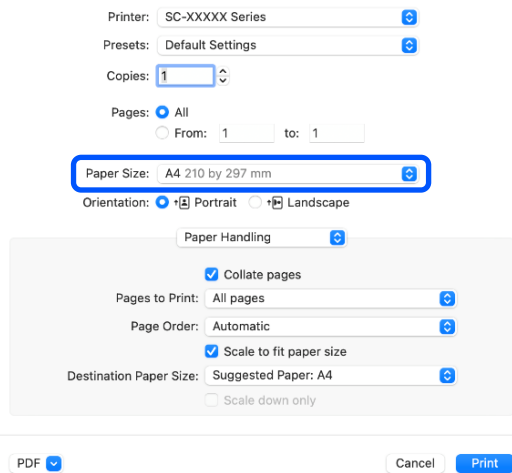 Printer: SC-XXXXX Series
Presets: Default Settings
Copies: 1
Pages: All
From: 1 to: 1
Paper Size: A4 210 by 297 mm
Orientation: Portrait Landscape
Paper Handling
Collate pages
Pages to Print: All pages
Page Order: Automatic
Scale to fit paper size
Destination Paper Size: Suggested Paper: A4
Scale down only
PDF Cancel Print